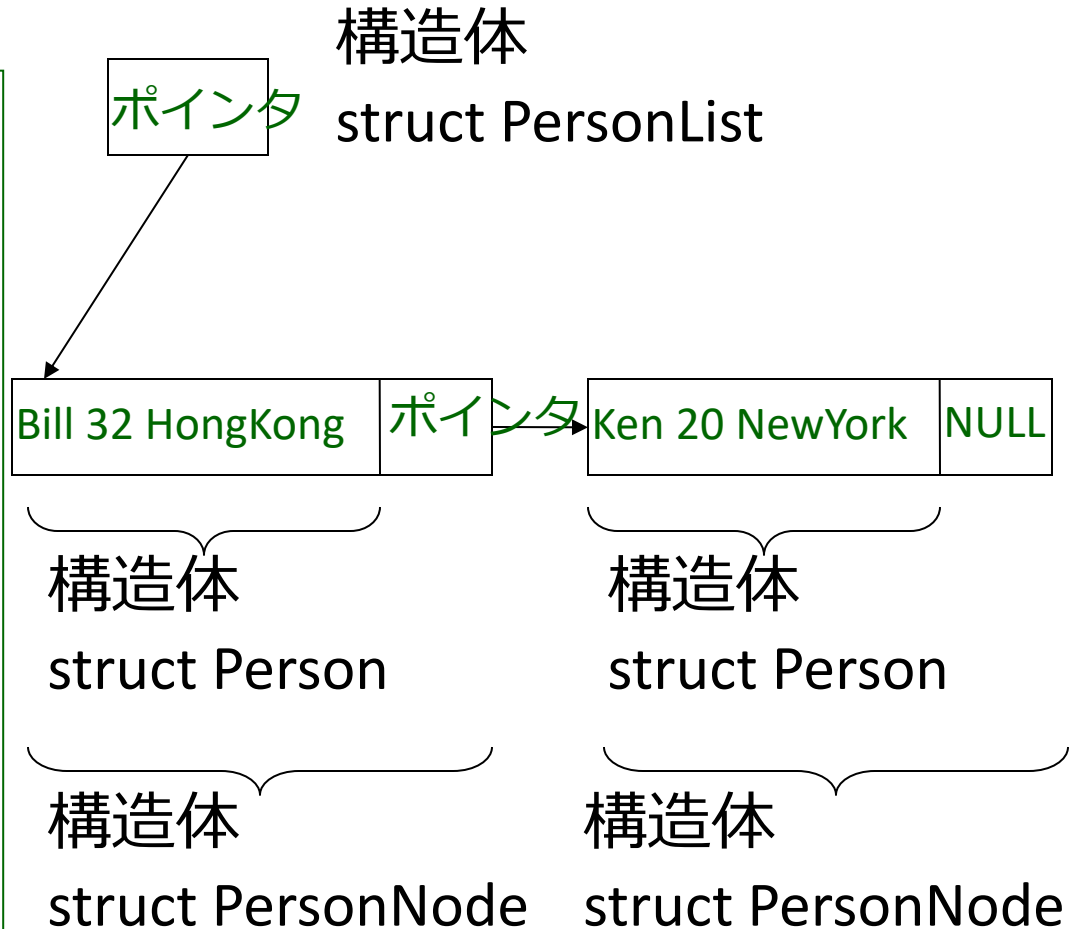 構造体
struct PersonList
ポインタ
Bill 32 HongKong
ポインタ
Ken 20 NewYork
NULL
構造体
struct Person
構造体
struct Person
構造体
struct PersonNode
構造体
struct PersonNode